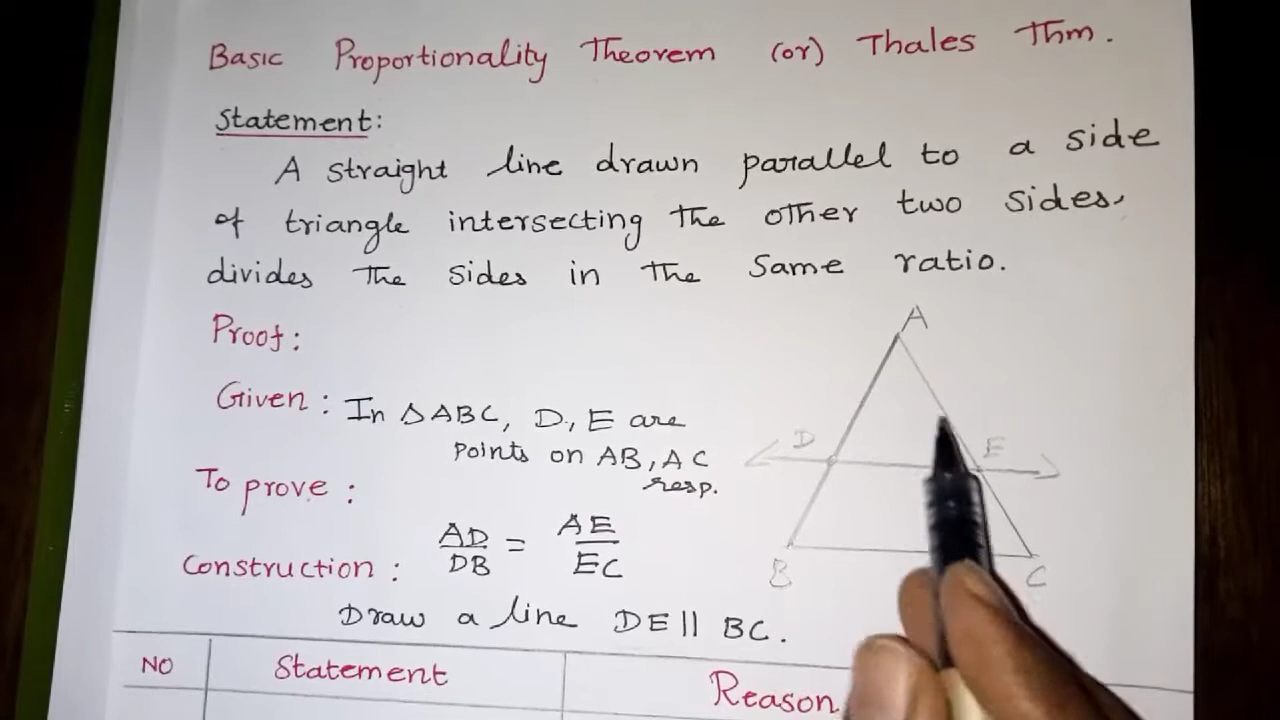 Basic Proportionality Theorem (or) Thales Thm.
Statement:
A straight line drawn parallel to a side
of triangle intersecting the other two sides,
divides the sides in the same ratio.
Proof:
Given: In △ABC, D, E are
points on AB, AC
resp.
To prove:
AD/DB = AE/EC
Construction:
Draw a line DE || BC.
A
D
E
B
C
NO Statement Reason